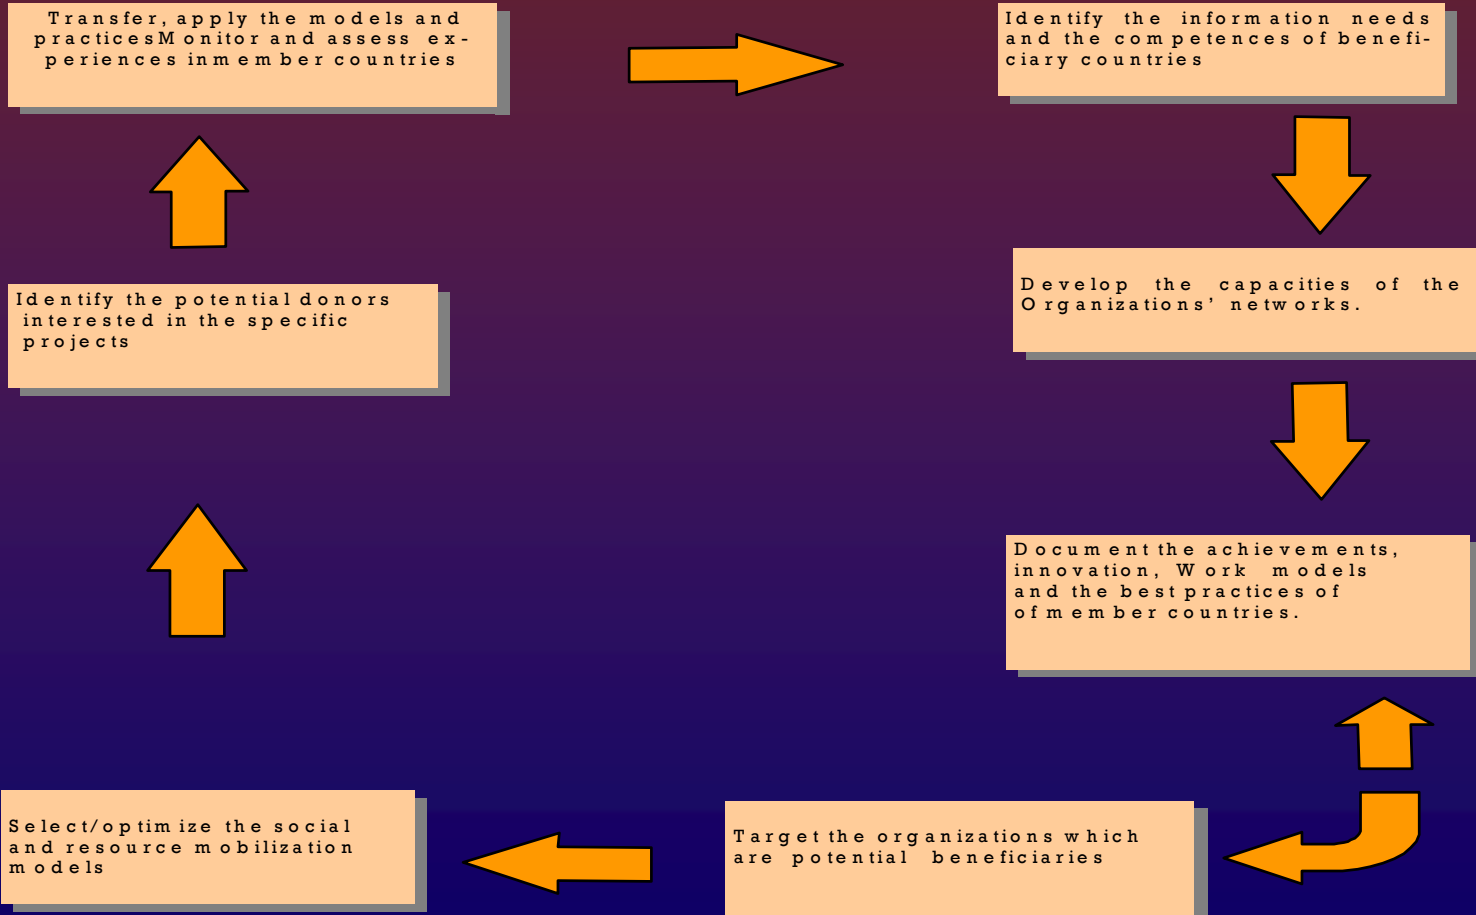 Transfer, apply the models and
practicesMonitor and assess ex-
periences inmember countries
Identify the information needs
and the competences of benefi-
ciary countries
Develop the capacities of the
Organizations’ networks.
Document the achievements,
innovation, Work models
and the best practices of
of member countries.
Target the organizations which
are potential beneficiaries
Select/optimize the social
and resource mobilization
models
Identify the potential donors
interested in the specific
projects